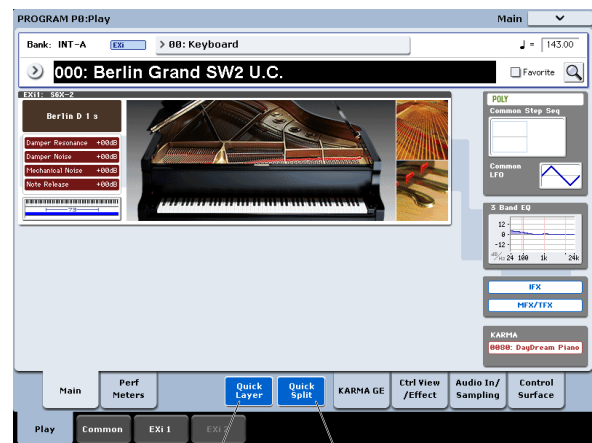 PROGRAM P0:Play
Main
Bank: INT-A
EXi
> 00: Keyboard
♩ = 143.00
000: Berlin Grand SW2 U.C.
Favorite
EXi1: SGX-2
Berlin D 1 s
Damper Resonance +00dB
Damper Noise +00dB
Mechanical Noise +00dB
Note Release +00dB
POLY
Common Step Seq
Common
LFO
3 Band EQ
12
0
-12
dB/Hz 24 100 1k 24k
IFX
MFX/TFX
KARMA
0080: DayDream Piano
Main
Perf
Meters
Quick
Layer
Quick
Split
KARMA GE
Ctrl View
/Effect
Audio In/
Sampling
Control
Surface
Play
Common
EXi 1
EXi 2